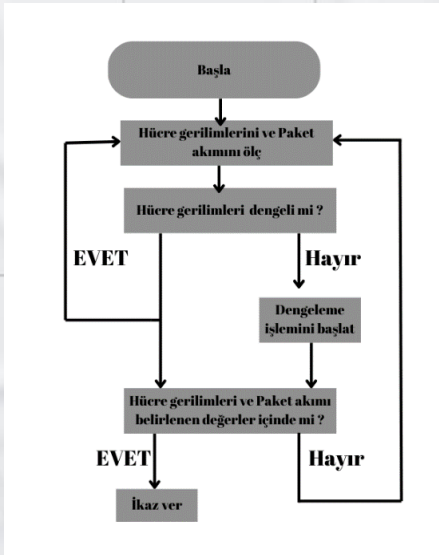 Başla
Hücre gerilimlerini ve Paket
akımını ölç
Hücre gerilimleri dengeli mi ?
EVET
Hayır
Dengeleme
işlemini başlat
Hücre gerilimleri ve Paket akımı
belirlenen değerler içinde mi ?
EVET
Hayır
İkaz ver